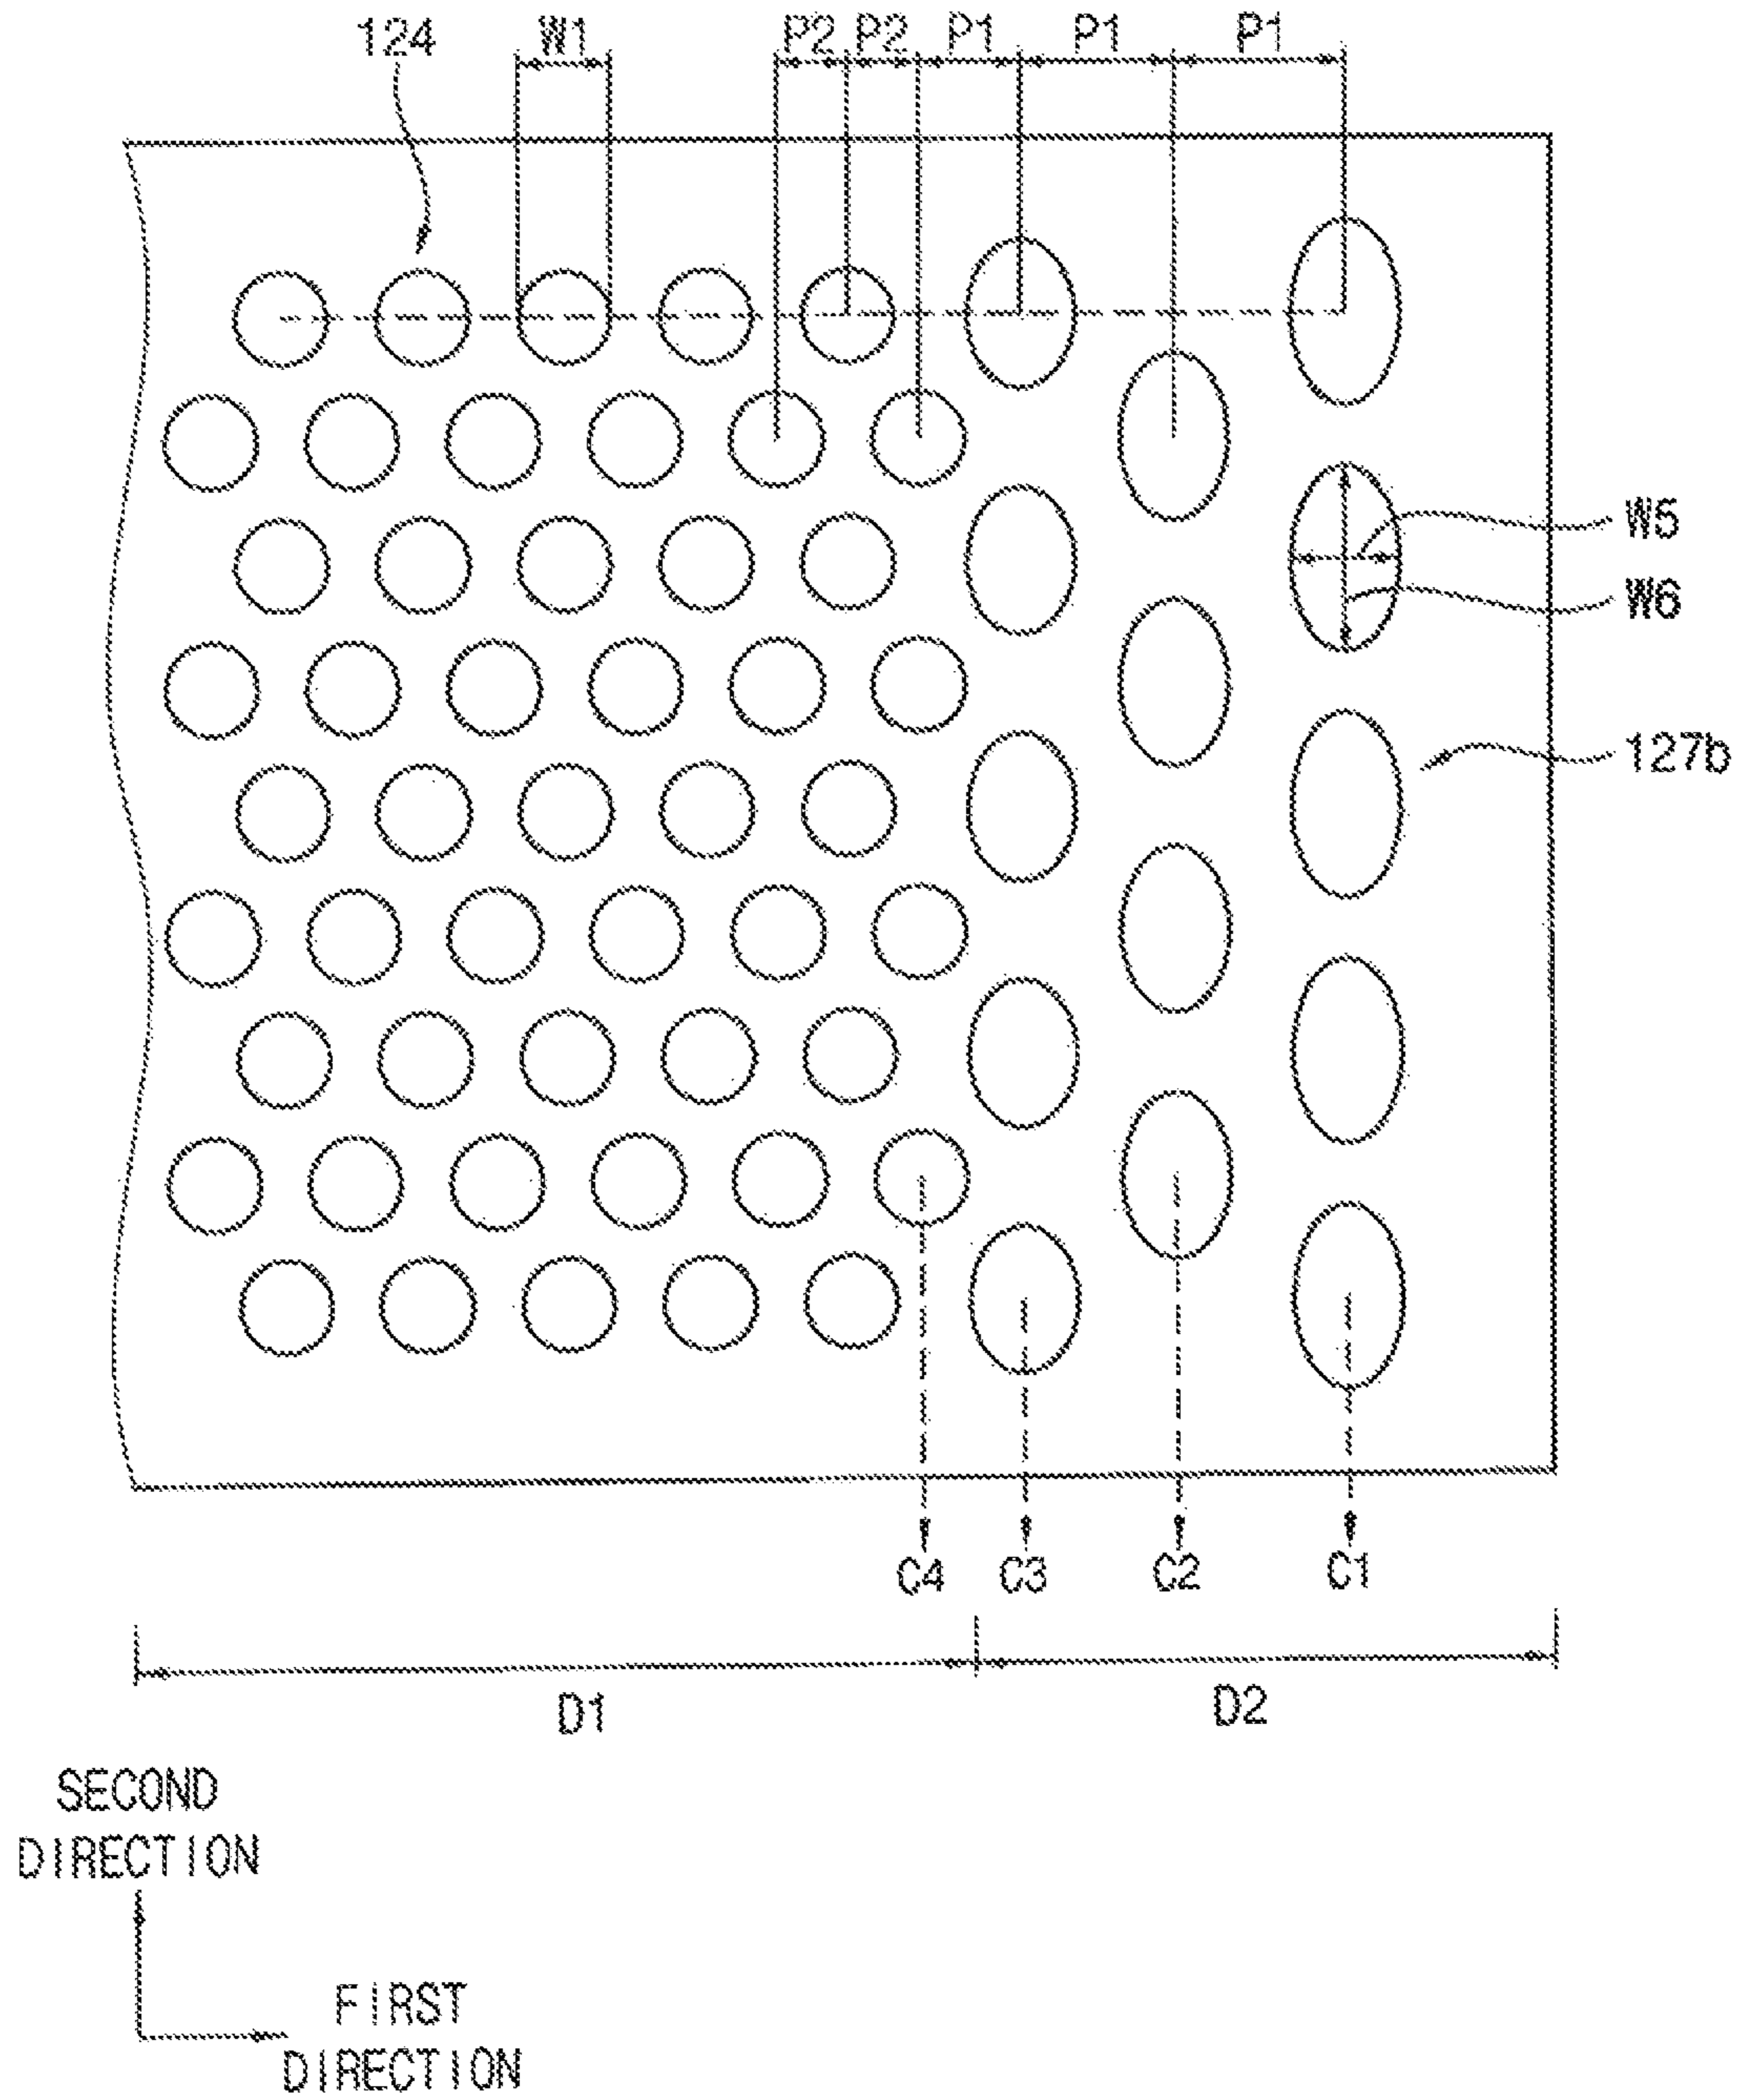 124
W1
P2
P2
P1
P1
P1
W5
W6
127b
C4
C3
C2
C1
D1
D2
SECOND
DIRECTION
FIRST
DIRECTION